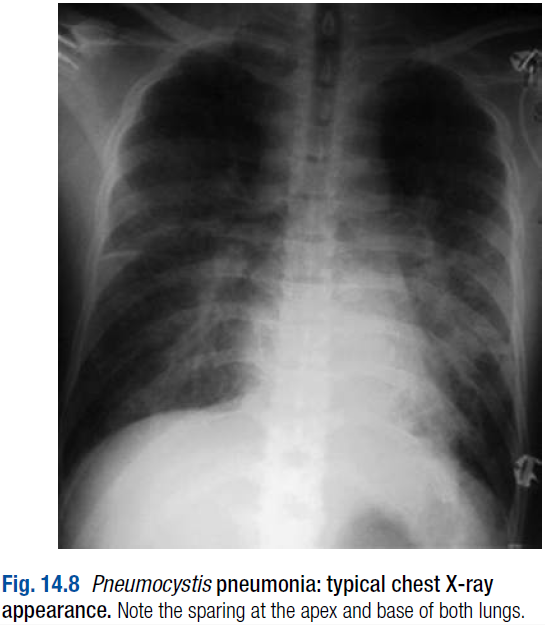 Fig. 14.8 Pneumocystis pneumonia: typical chest X-ray
appearance. Note the sparing at the apex and base of both lungs.